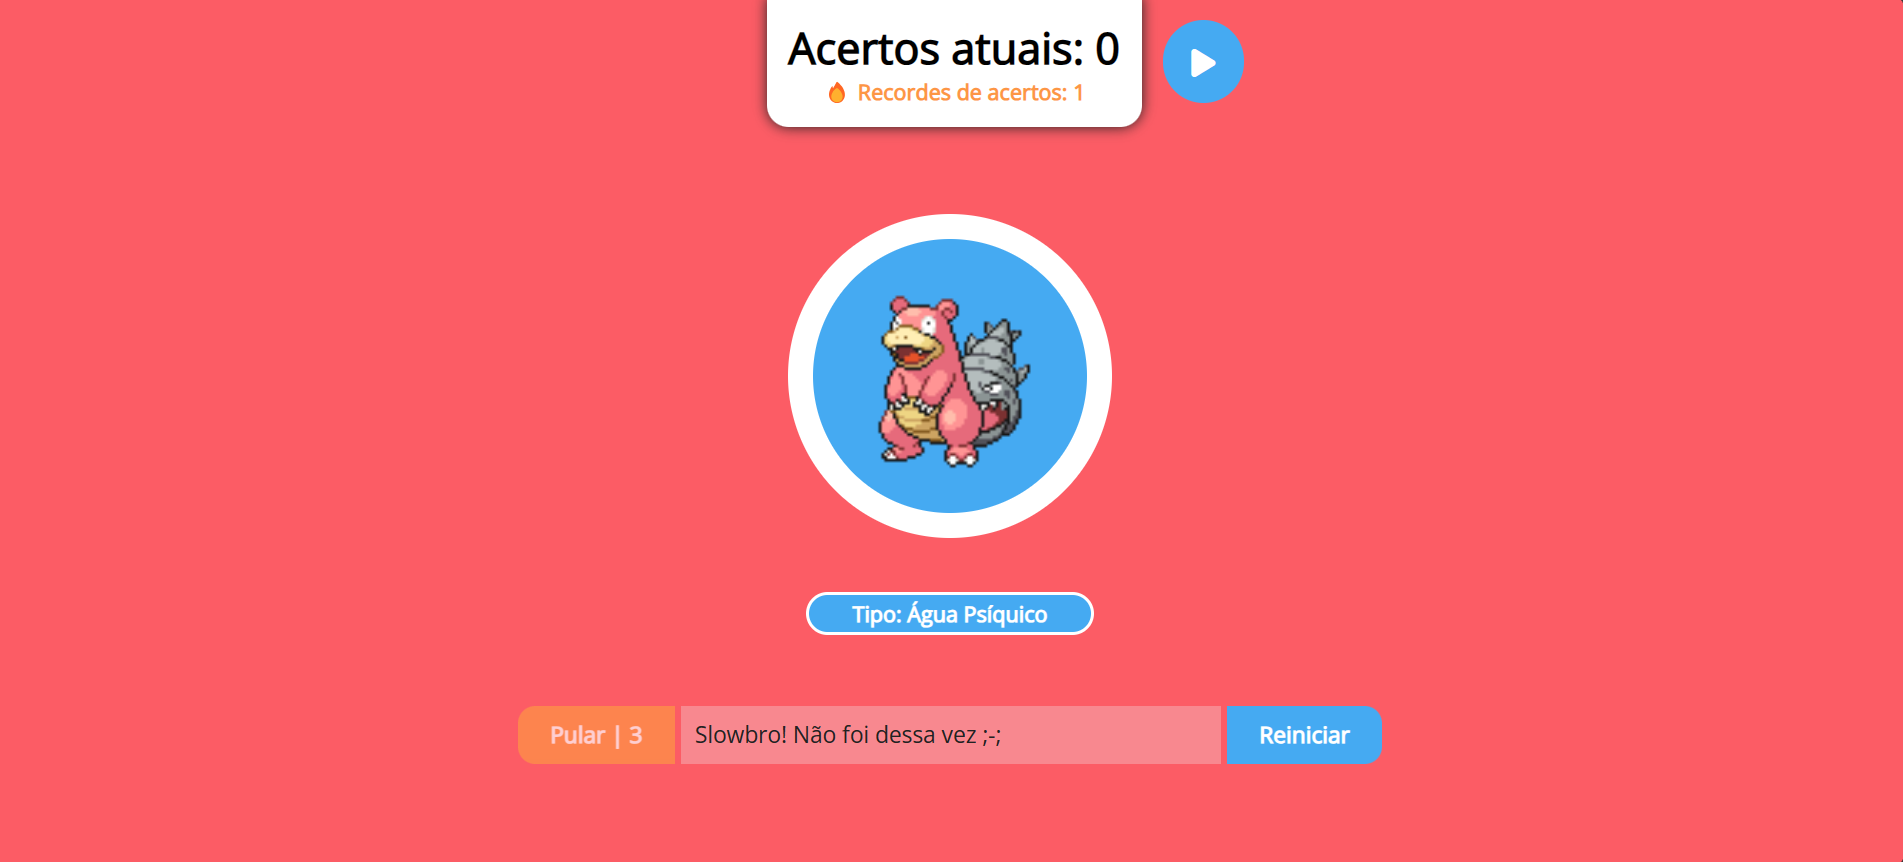 Acertos atuais: 0
🔥 Recordes de acertos: 1
Tipo: Água Psíquico
Pular | 3
Slowbro! Não foi dessa vez ;-;
Reiniciar